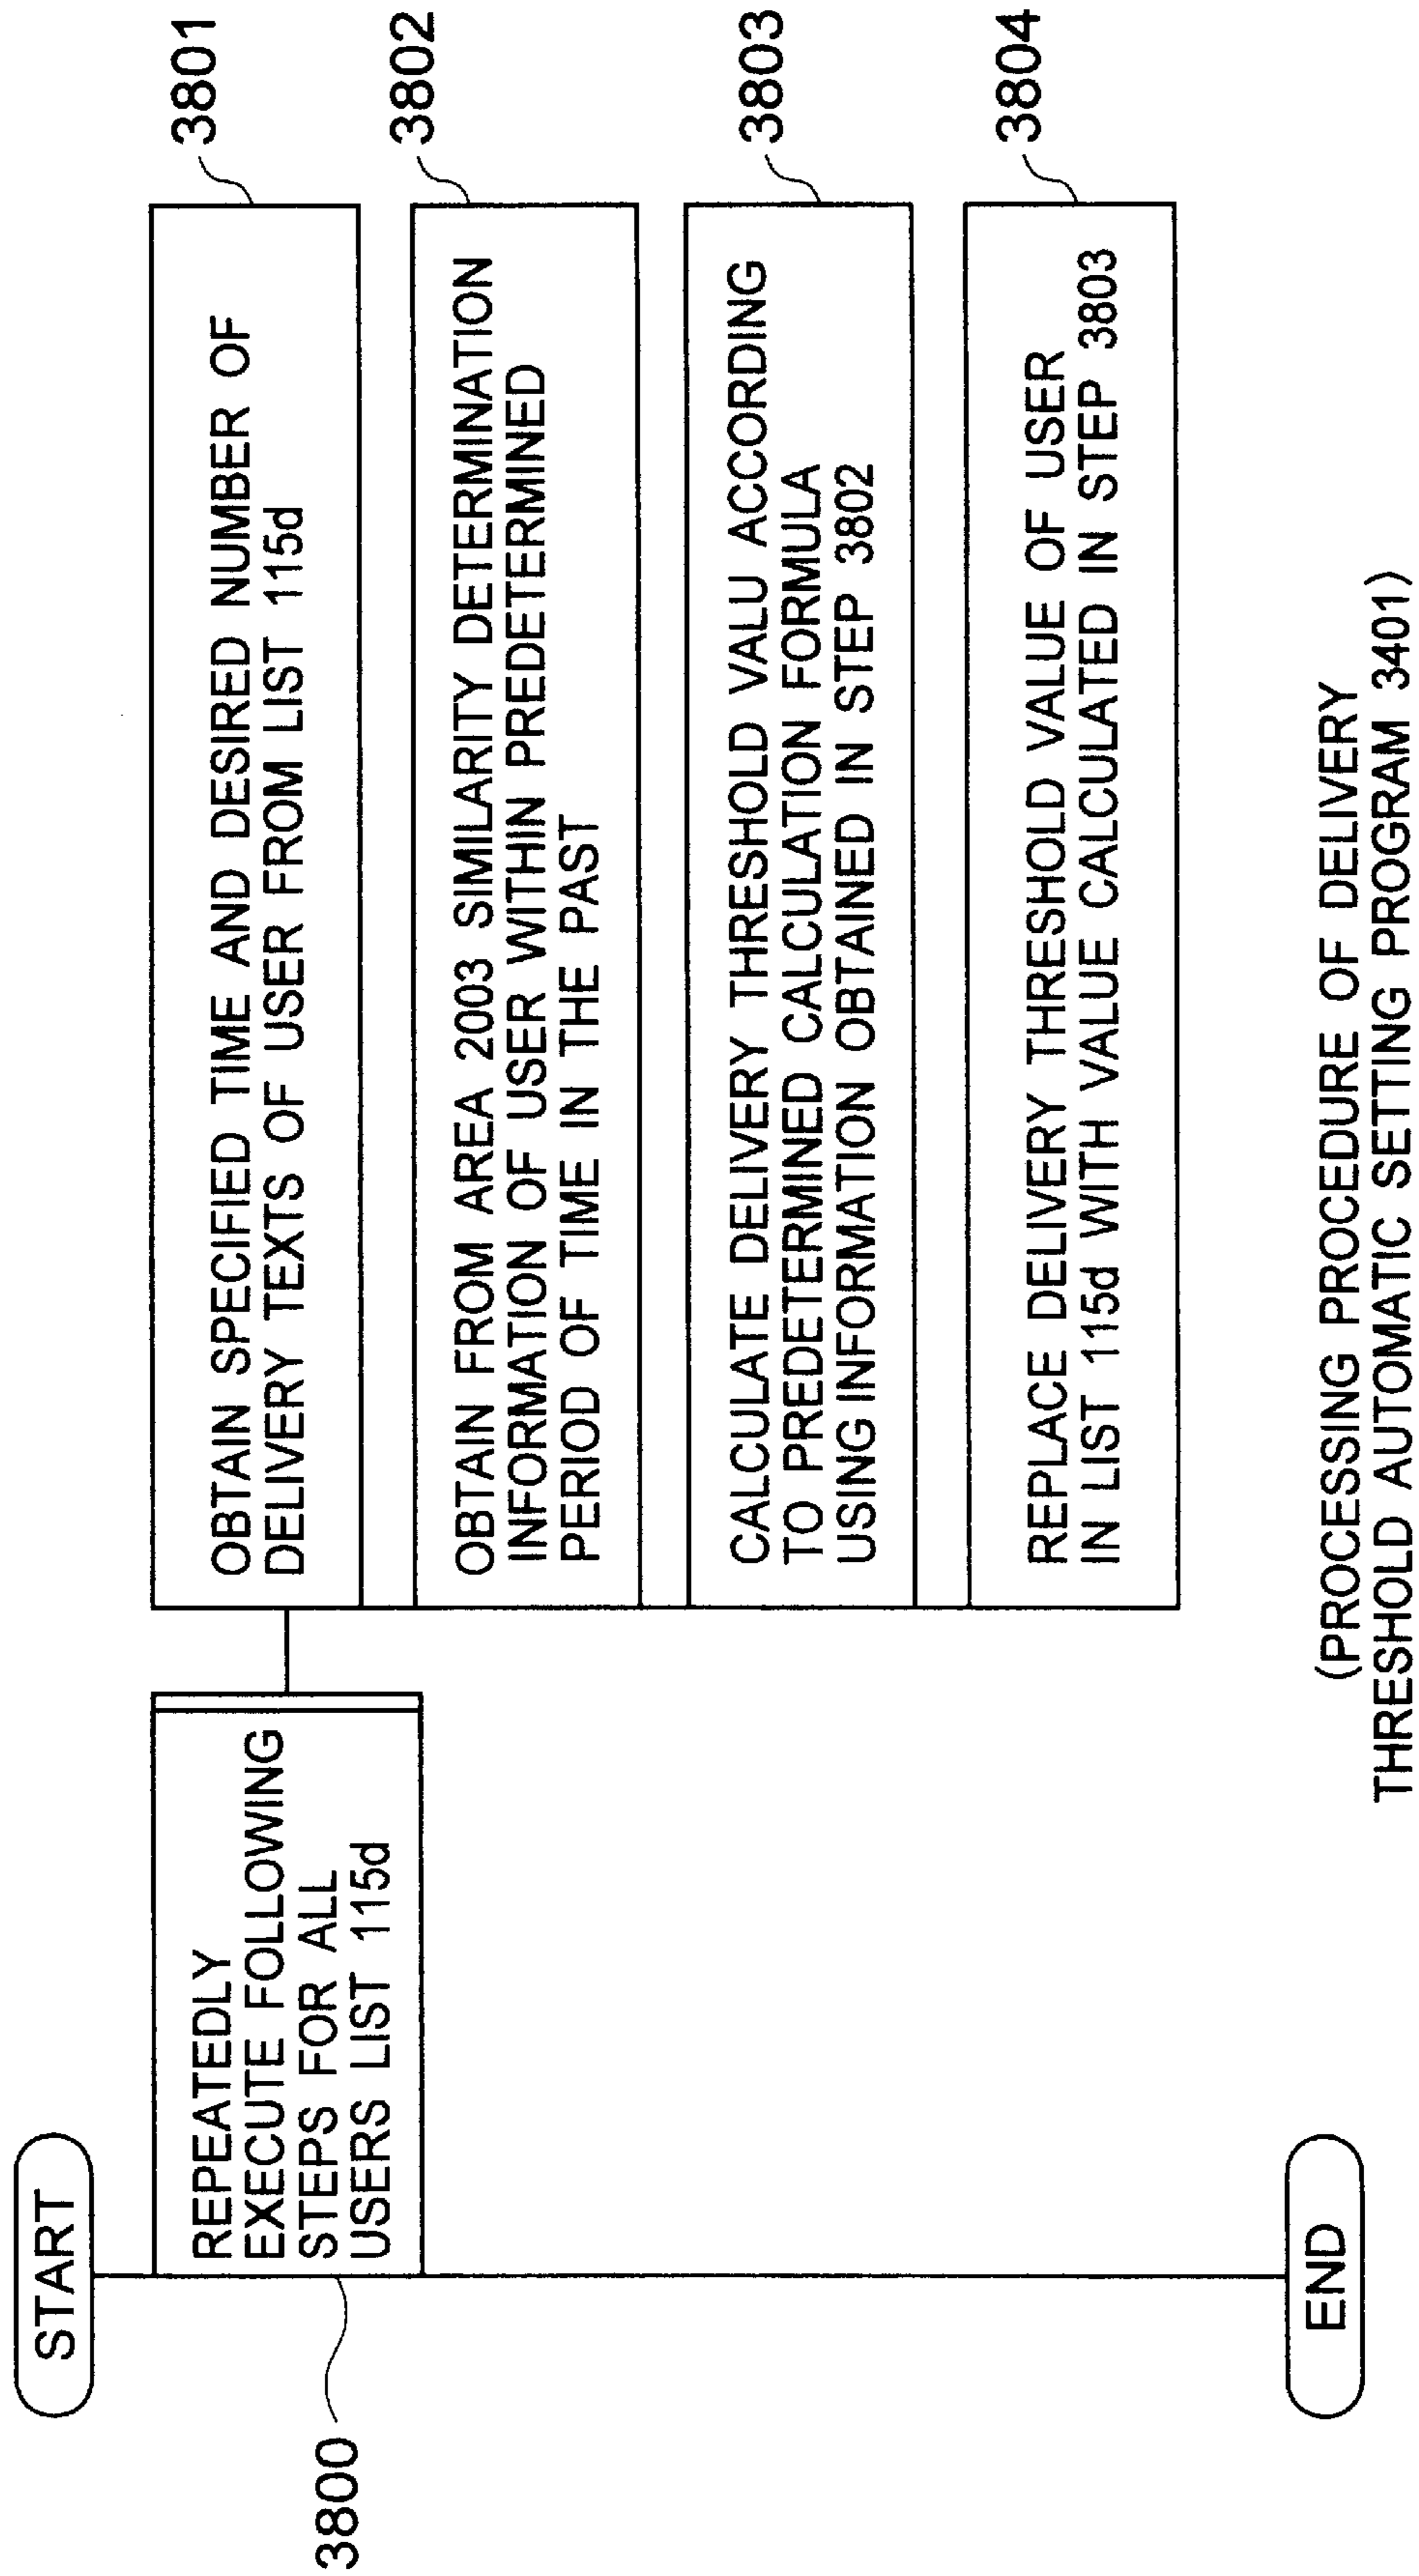 START
3800
REPEATEDLY
EXECUTE FOLLOWING
STEPS FOR ALL
USERS LIST 115d
3801
OBTAIN SPECIFIED TIME AND DESIRED NUMBER OF
DELIVERY TEXTS OF USER FROM LIST 115d
3802
OBTAIN FROM AREA 2003 SIMILARITY DETERMINATION
INFORMATION OF USER WITHIN PREDETERMINED
PERIOD OF TIME IN THE PAST
3803
CALCULATE DELIVERY THRESHOLD VALU ACCORDING
TO PREDETERMINED CALCULATION FORMULA
USING INFORMATION OBTAINED IN STEP 3802
3804
REPLACE DELIVERY THRESHOLD VALUE OF USER
IN LIST 115d WITH VALUE CALCULATED IN STEP 3803
END
(PROCESSING PROCEDURE OF DELIVERY
THRESHOLD AUTOMATIC SETTING PROGRAM 3401)